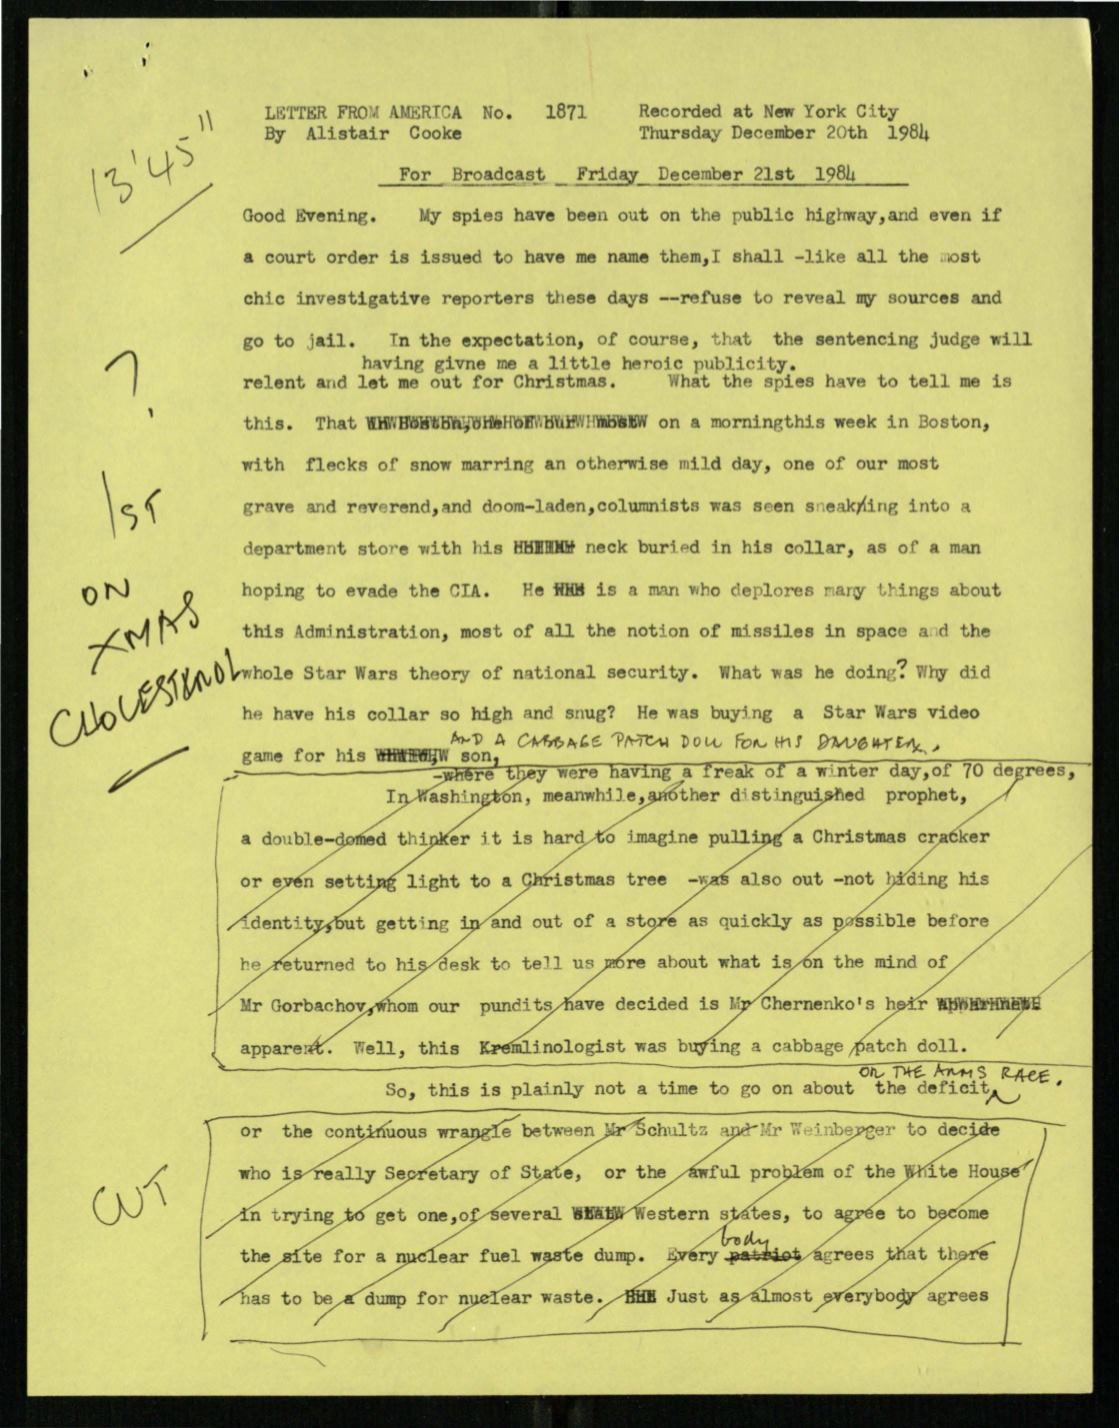 LETTER FROM AMERICA No. 1871 Recorded at New York City
By Alistair Cooke Thursday December 20th 1984
13'45"
For Broadcast Friday December 21st 1984
Good Evening. My spies have been out on the public highway,and even if
a court order is issued to have me name them,I shall -like all the most
chic investigative reporters these days --refuse to reveal my sources and
go to jail. In the expectation, of course, that the sentencing judge will
having givne me a little heroic publicity.
relent and let me out for Christmas. What the spies have to tell me is
?
this. That on a morningthis week in Boston,
with flecks of snow marring an otherwise mild day, one of our most
1ST
grave and reverend,and doom-laden,columnists was seen sneaking into a
department store with his neck buried in his collar, as of a man
ON
hoping to evade the CIA. He is a man who deplores many things about
XMAS
this Administration, most of all the notion of missiles in space and the
CHOLESTEROL
whole Star Wars theory of national security. What was he doing? Why did
he have his collar so high and snug? He was buying a Star Wars video
AND A CABBAGE PATCH DOLL FOR HIS DAUGHTER.
game for his son,
-where they were having a freak of a winter day,of 70 degrees,
In Washington, meanwhile,another distinguished prophet,
a double-domed thinker it is hard to imagine pulling a Christmas cracker
or even setting light to a Christmas tree -was also out -not hiding his
identity,but getting in and out of a store as quickly as possible before
he returned to his desk to tell us more about what is on the mind of
Mr Gorbachov,whom our pundits have decided is Mr Chernenko's heir
apparent. Well, this Kremlinologist was buying a cabbage patch doll.
OR THE ARMS RACE.
So, this is plainly not a time to go on about the deficit
or the continuous wrangle between Mr Schultz and Mr Weinberger to decide
who is really Secretary of State, or the awful problem of the White House
CUT
in trying to get one,of several Western states, to agree to become
body
the site for a nuclear fuel waste dump. Every patriot agrees that there
has to be a dump for nuclear waste. Just as almost everybody agrees